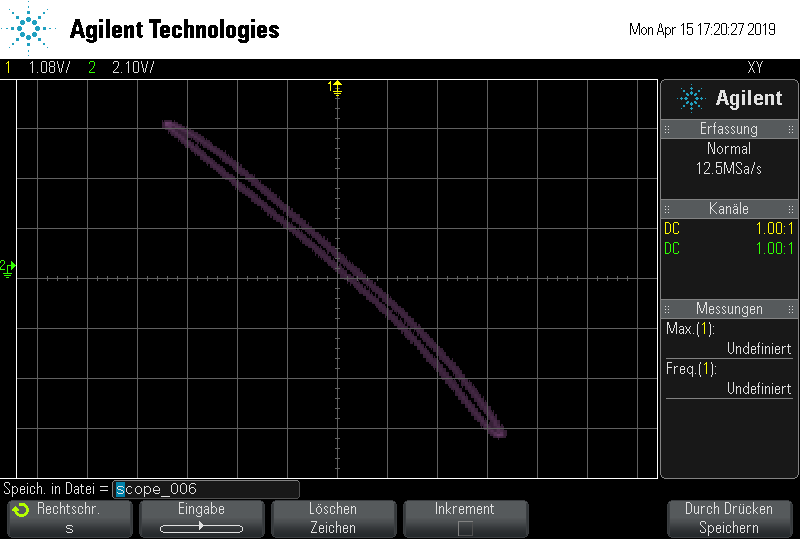 Agilent Technologies
Mon Apr 15 17:20:27 2019
1 1.08V/ 2 2.10V/ XY
1
Agilent
Erfassung
Normal
12.5MSa/s
Kanäle
DC 1.00:1
DC 1.00:1
2
Messungen
Max.(1):
Undefiniert
Freq.(1):
Undefiniert
Speich. in Datei = scope_006
Rechtschr.
s
Eingabe
Löschen
Zeichen
Inkrement
Durch Drücken
Speichern